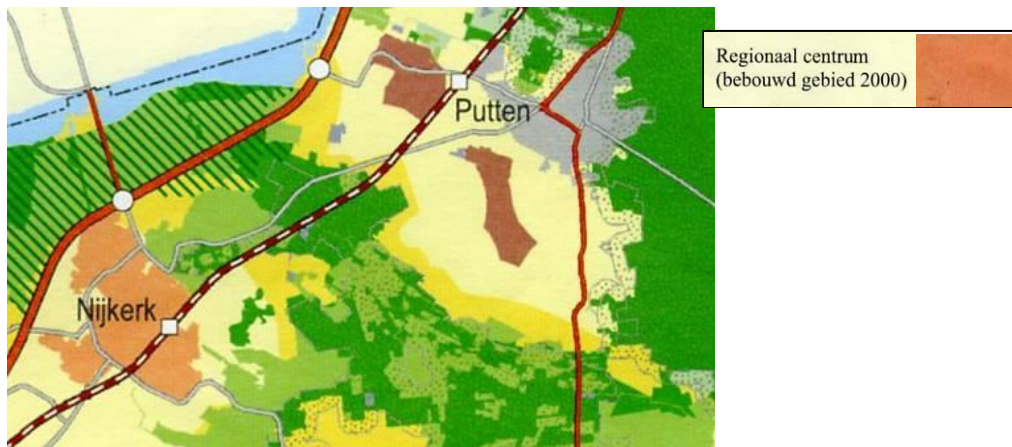 Regionaal centrum
(bebouwd gebied 2000)
Putten
Nijkerk